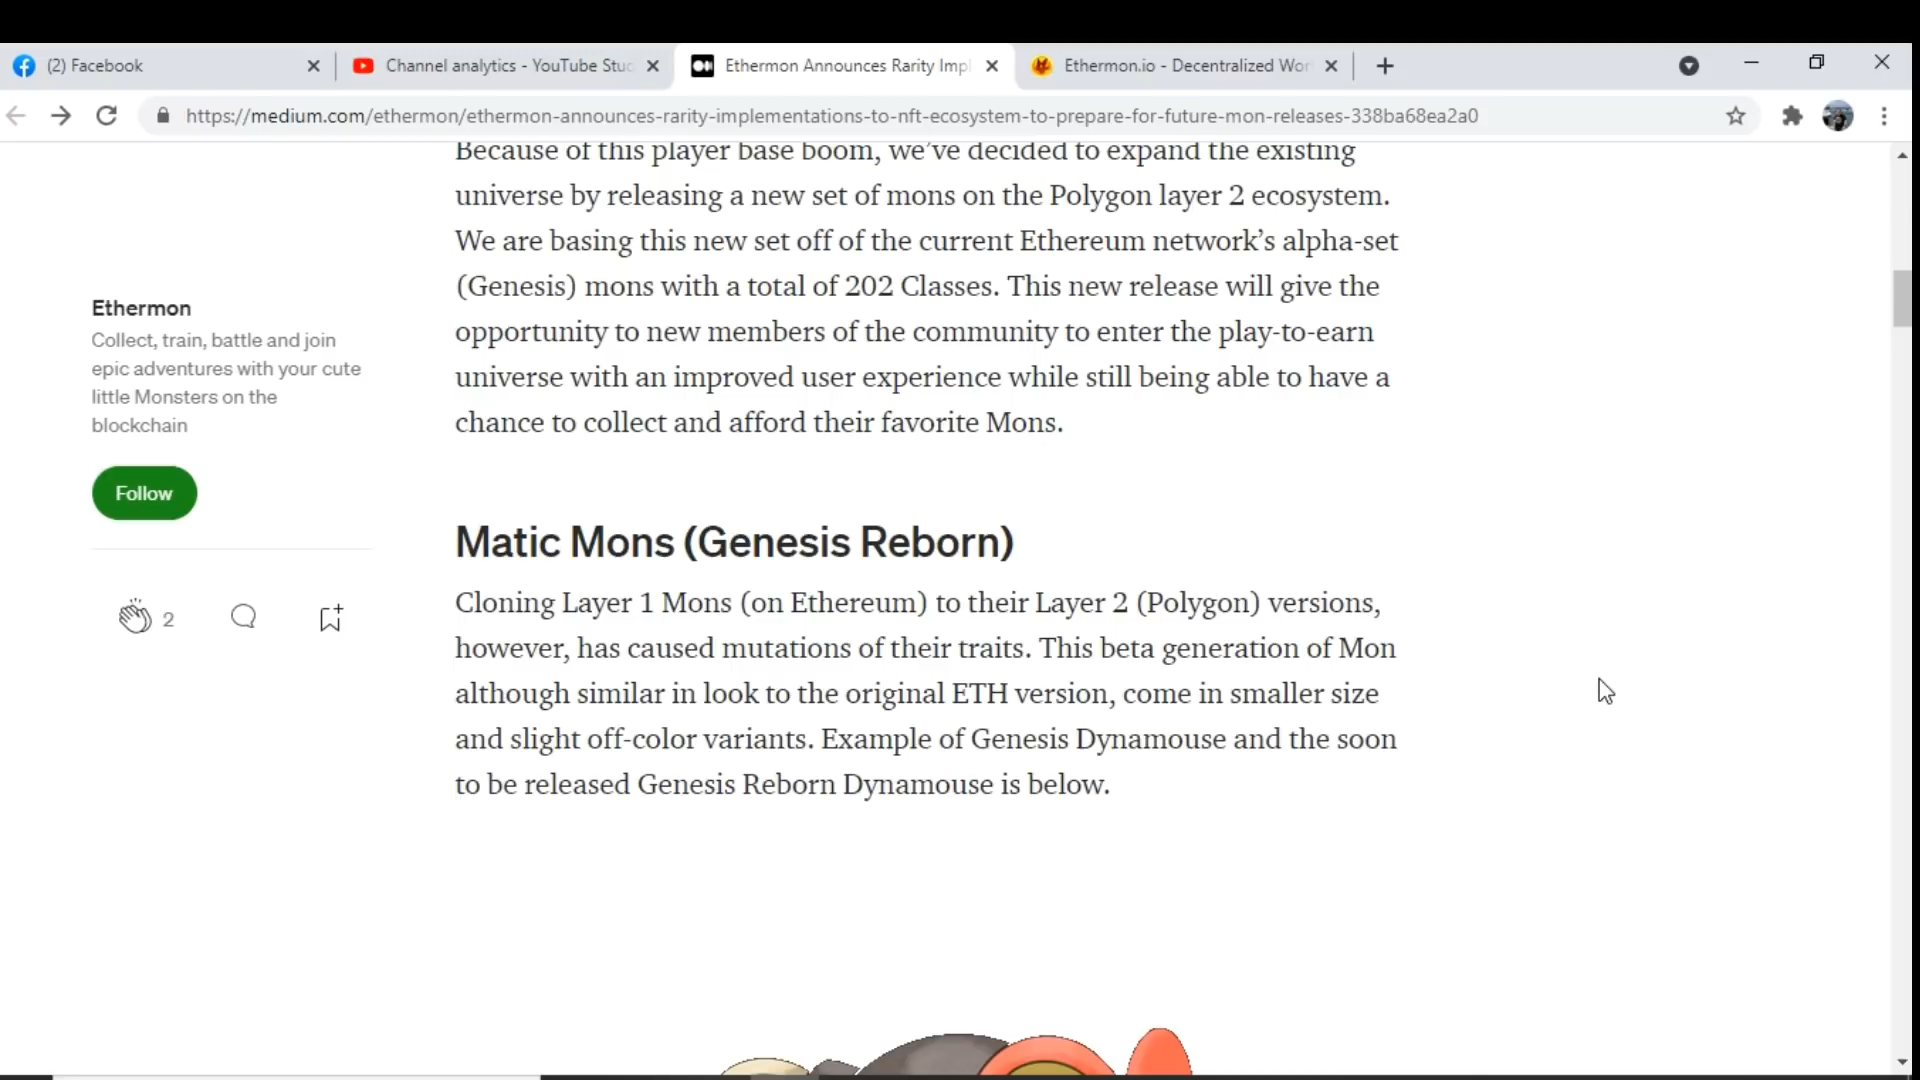 (2) Facebook
Channel analytics - YouTube Stuc
Ethermon Announces Rarity Impl
Ethermon.io - Decentralized Wor
https://medium.com/ethermon/ethermon-announces-rarity-implementations-to-nft-ecosystem-to-prepare-for-future-mon-releases-338ba68ea2a0
Because of this player base boom, we’ve decided to expand the existing
universe by releasing a new set of mons on the Polygon layer 2 ecosystem.
We are basing this new set off of the current Ethereum network’s alpha-set
(Genesis) mons with a total of 202 Classes. This new release will give the
opportunity to new members of the community to enter the play-to-earn
universe with an improved user experience while still being able to have a
chance to collect and afford their favorite Mons.
Ethermon
Collect, train, battle and join
epic adventures with your cute
little Monsters on the
blockchain
Follow
2
Matic Mons (Genesis Reborn)
Cloning Layer 1 Mons (on Ethereum) to their Layer 2 (Polygon) versions,
however, has caused mutations of their traits. This beta generation of Mon
although similar in look to the original ETH version, come in smaller size
and slight off-color variants. Example of Genesis Dynamouse and the soon
to be released Genesis Reborn Dynamouse is below.